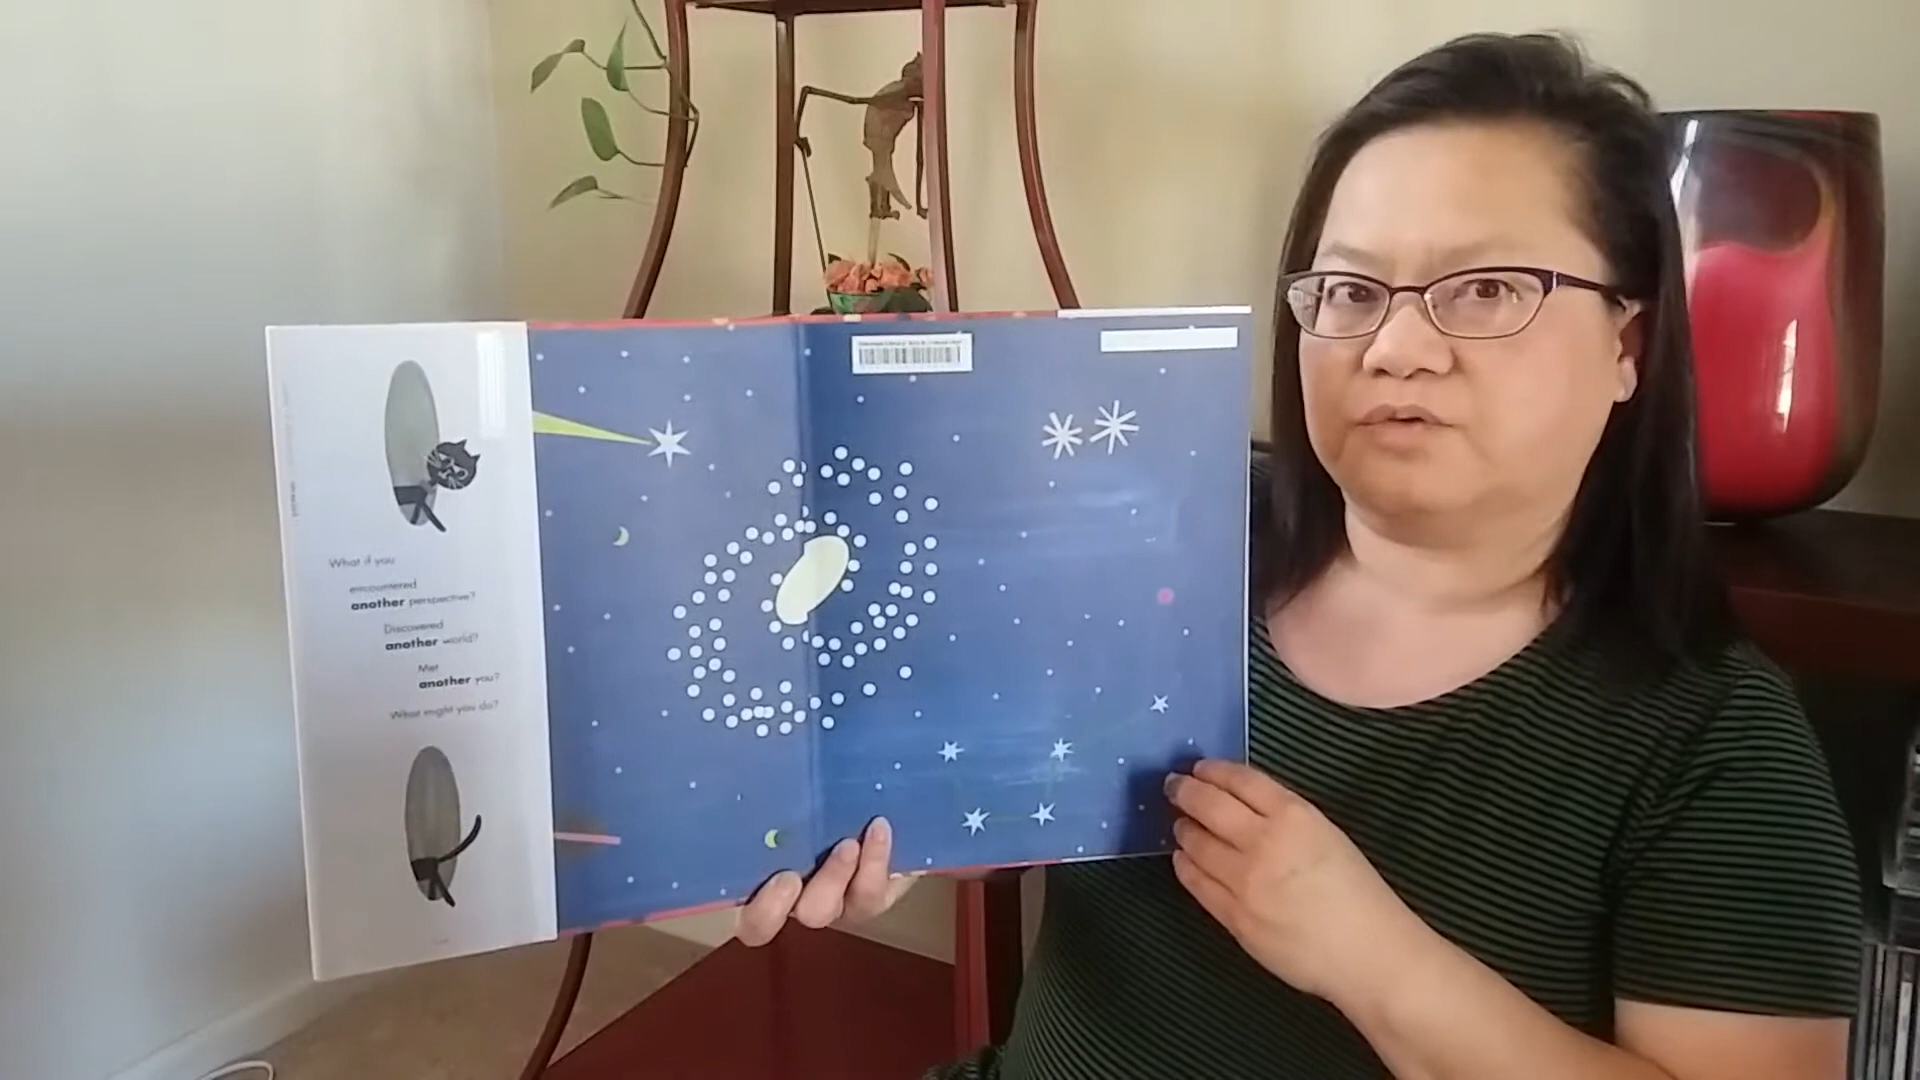 What if you
encountered
another perspective?
Discovered
another world?
Met
another you?
What might you do?